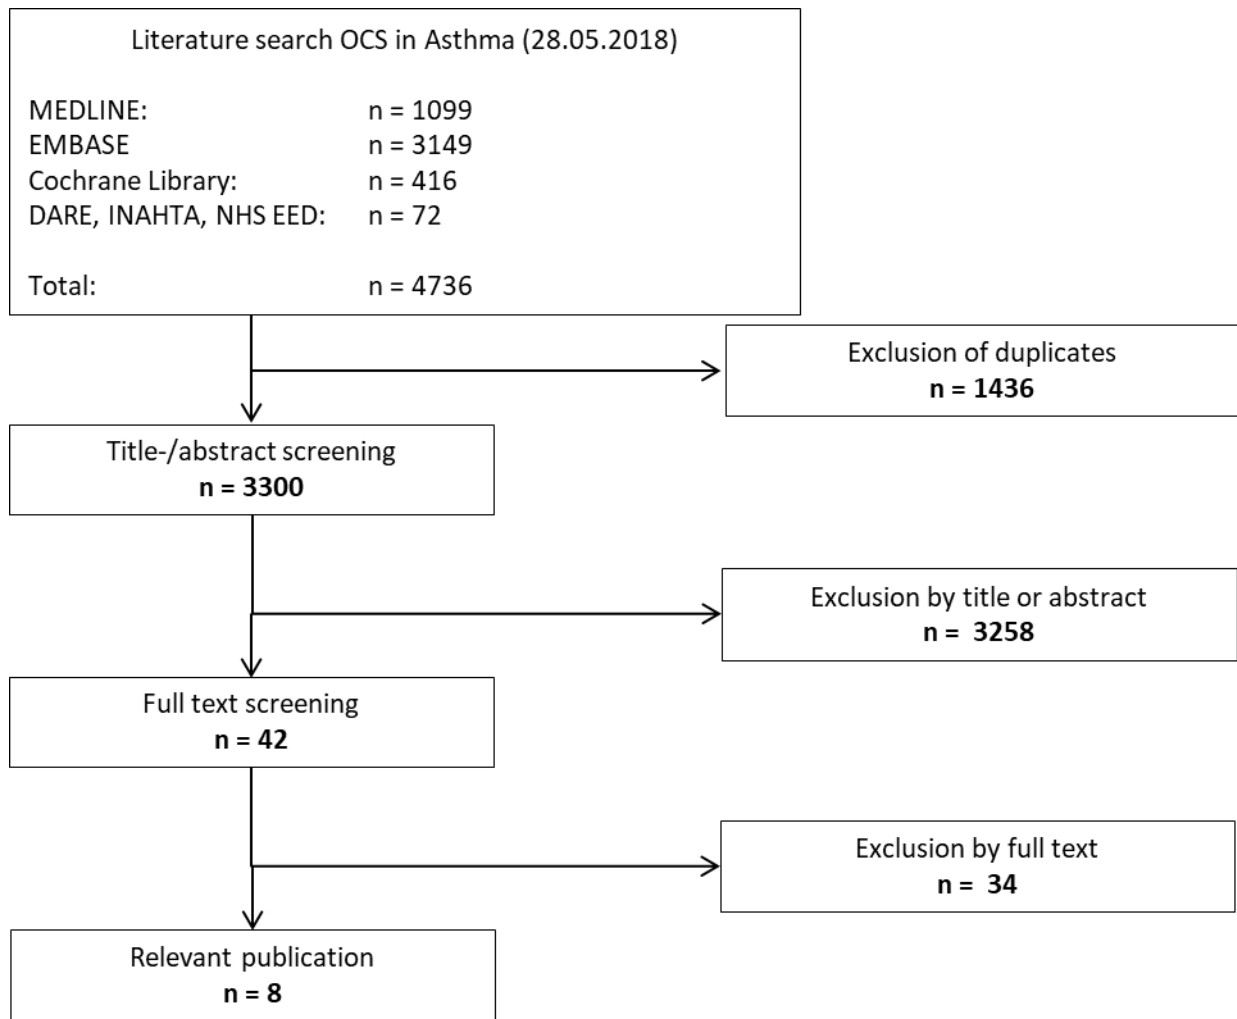 Literature search OCS in Asthma (28.05.2018)
MEDLINE: n = 1099
EMBASE n = 3149
Cochrane Library: n = 416
DARE, INAHTA, NHS EED: n = 72
Total: n = 4736
Exclusion of duplicates
n = 1436
Title-/abstract screening
n = 3300
Exclusion by title or abstract
n = 3258
Full text screening
n = 42
Exclusion by full text
n = 34
Relevant publication
n = 8